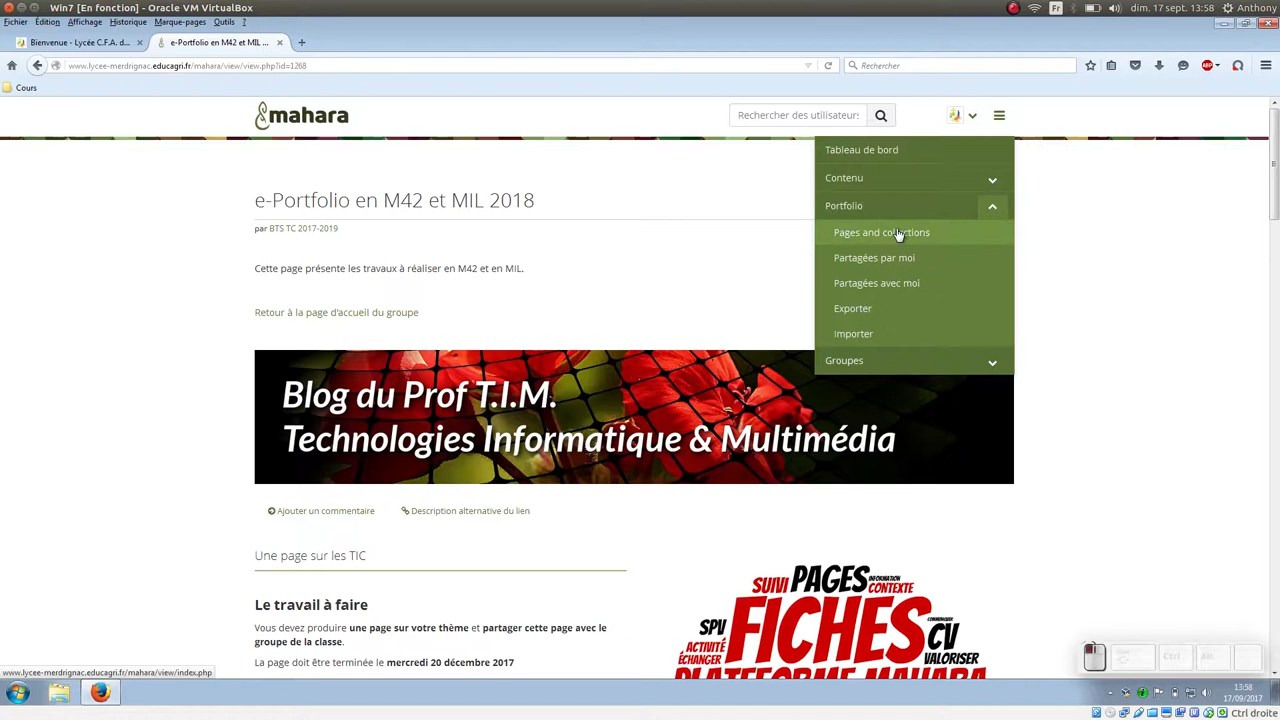 Win7 [En fonction] - Oracle VM VirtualBox
Fr
dim. 17 sept. 13:58
Anthony
Fichier Édition Affichage Historique Marque-pages Outils ?
Bienvenue - Lycée C.F.A. d...
e-Portfolio en M42 et MIL ...
www.lycee-merdrignac.educagri.fr/mahara/view/view.php?id=1268
Rechercher
ABP
Cours
mahara
Rechercher des utilisateurs
Tableau de bord
Contenu
Portfolio
Pages and collections
Partagées par moi
Partagées avec moi
Exporter
Importer
Groupes
e-Portfolio en M42 et MIL 2018
par BTS TC 2017-2019
Cette page présente les travaux à réaliser en M42 et en MIL.
Retour à la page d'accueil du groupe
Blog du Prof T.I.M.
Technologies Informatique & Multimédia
Ajouter un commentaire
Description alternative du lien
Une page sur les TIC
Le travail à faire
Vous devez produire une page sur votre thème et partager cette page avec le
groupe de la classe.
La page doit être terminée le mercredi 20 décembre 2017
SUIVI PAGES INFORMATION
CONTEXTE
FICHES
COMMUNIQUER
SPV
CV
ACTIVITÉ
ÉCHANGER
VALORISER
PLATEFORME MAHARA
www.lycee-merdrignac.educagri.fr/mahara/view/index.php
Ctrl
Alt
13:58
17/09/2017
Ctrl droite